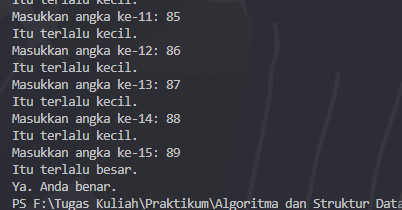 Itu terlalu kecil.
Masukkan angka ke-11: 85
Itu terlalu kecil.
Masukkan angka ke-12: 86
Itu terlalu kecil.
Masukkan angka ke-13: 87
Itu terlalu kecil.
Masukkan angka ke-14: 88
Itu terlalu kecil.
Masukkan angka ke-15: 89
Itu terlalu besar.
Ya. Anda benar.
PS F:\Tugas Kuliah\Praktikum\Algoritma dan Struktur Data